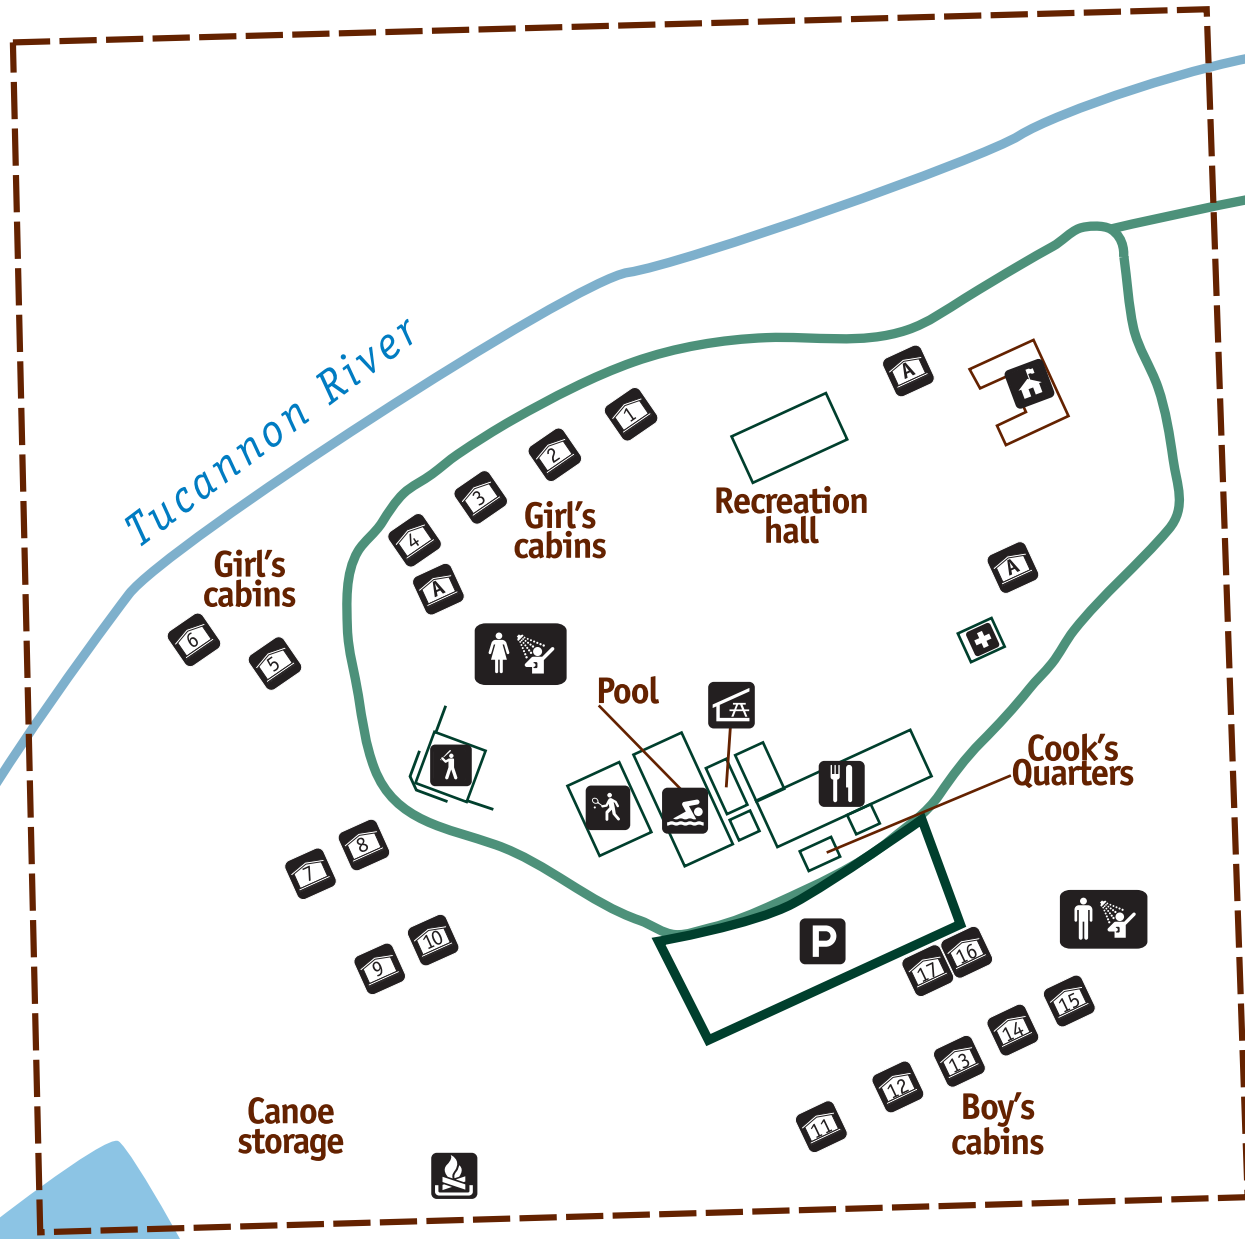 Tucannon River
A
1
2
3
4
A
Girl's
cabins
Recreation
hall
Girl's
cabins
6
5
A
Pool
Cook's
Quarters
8
7
10
9
P
16
17
15
14
13
12
11
Boy's
cabins
Canoe
storage